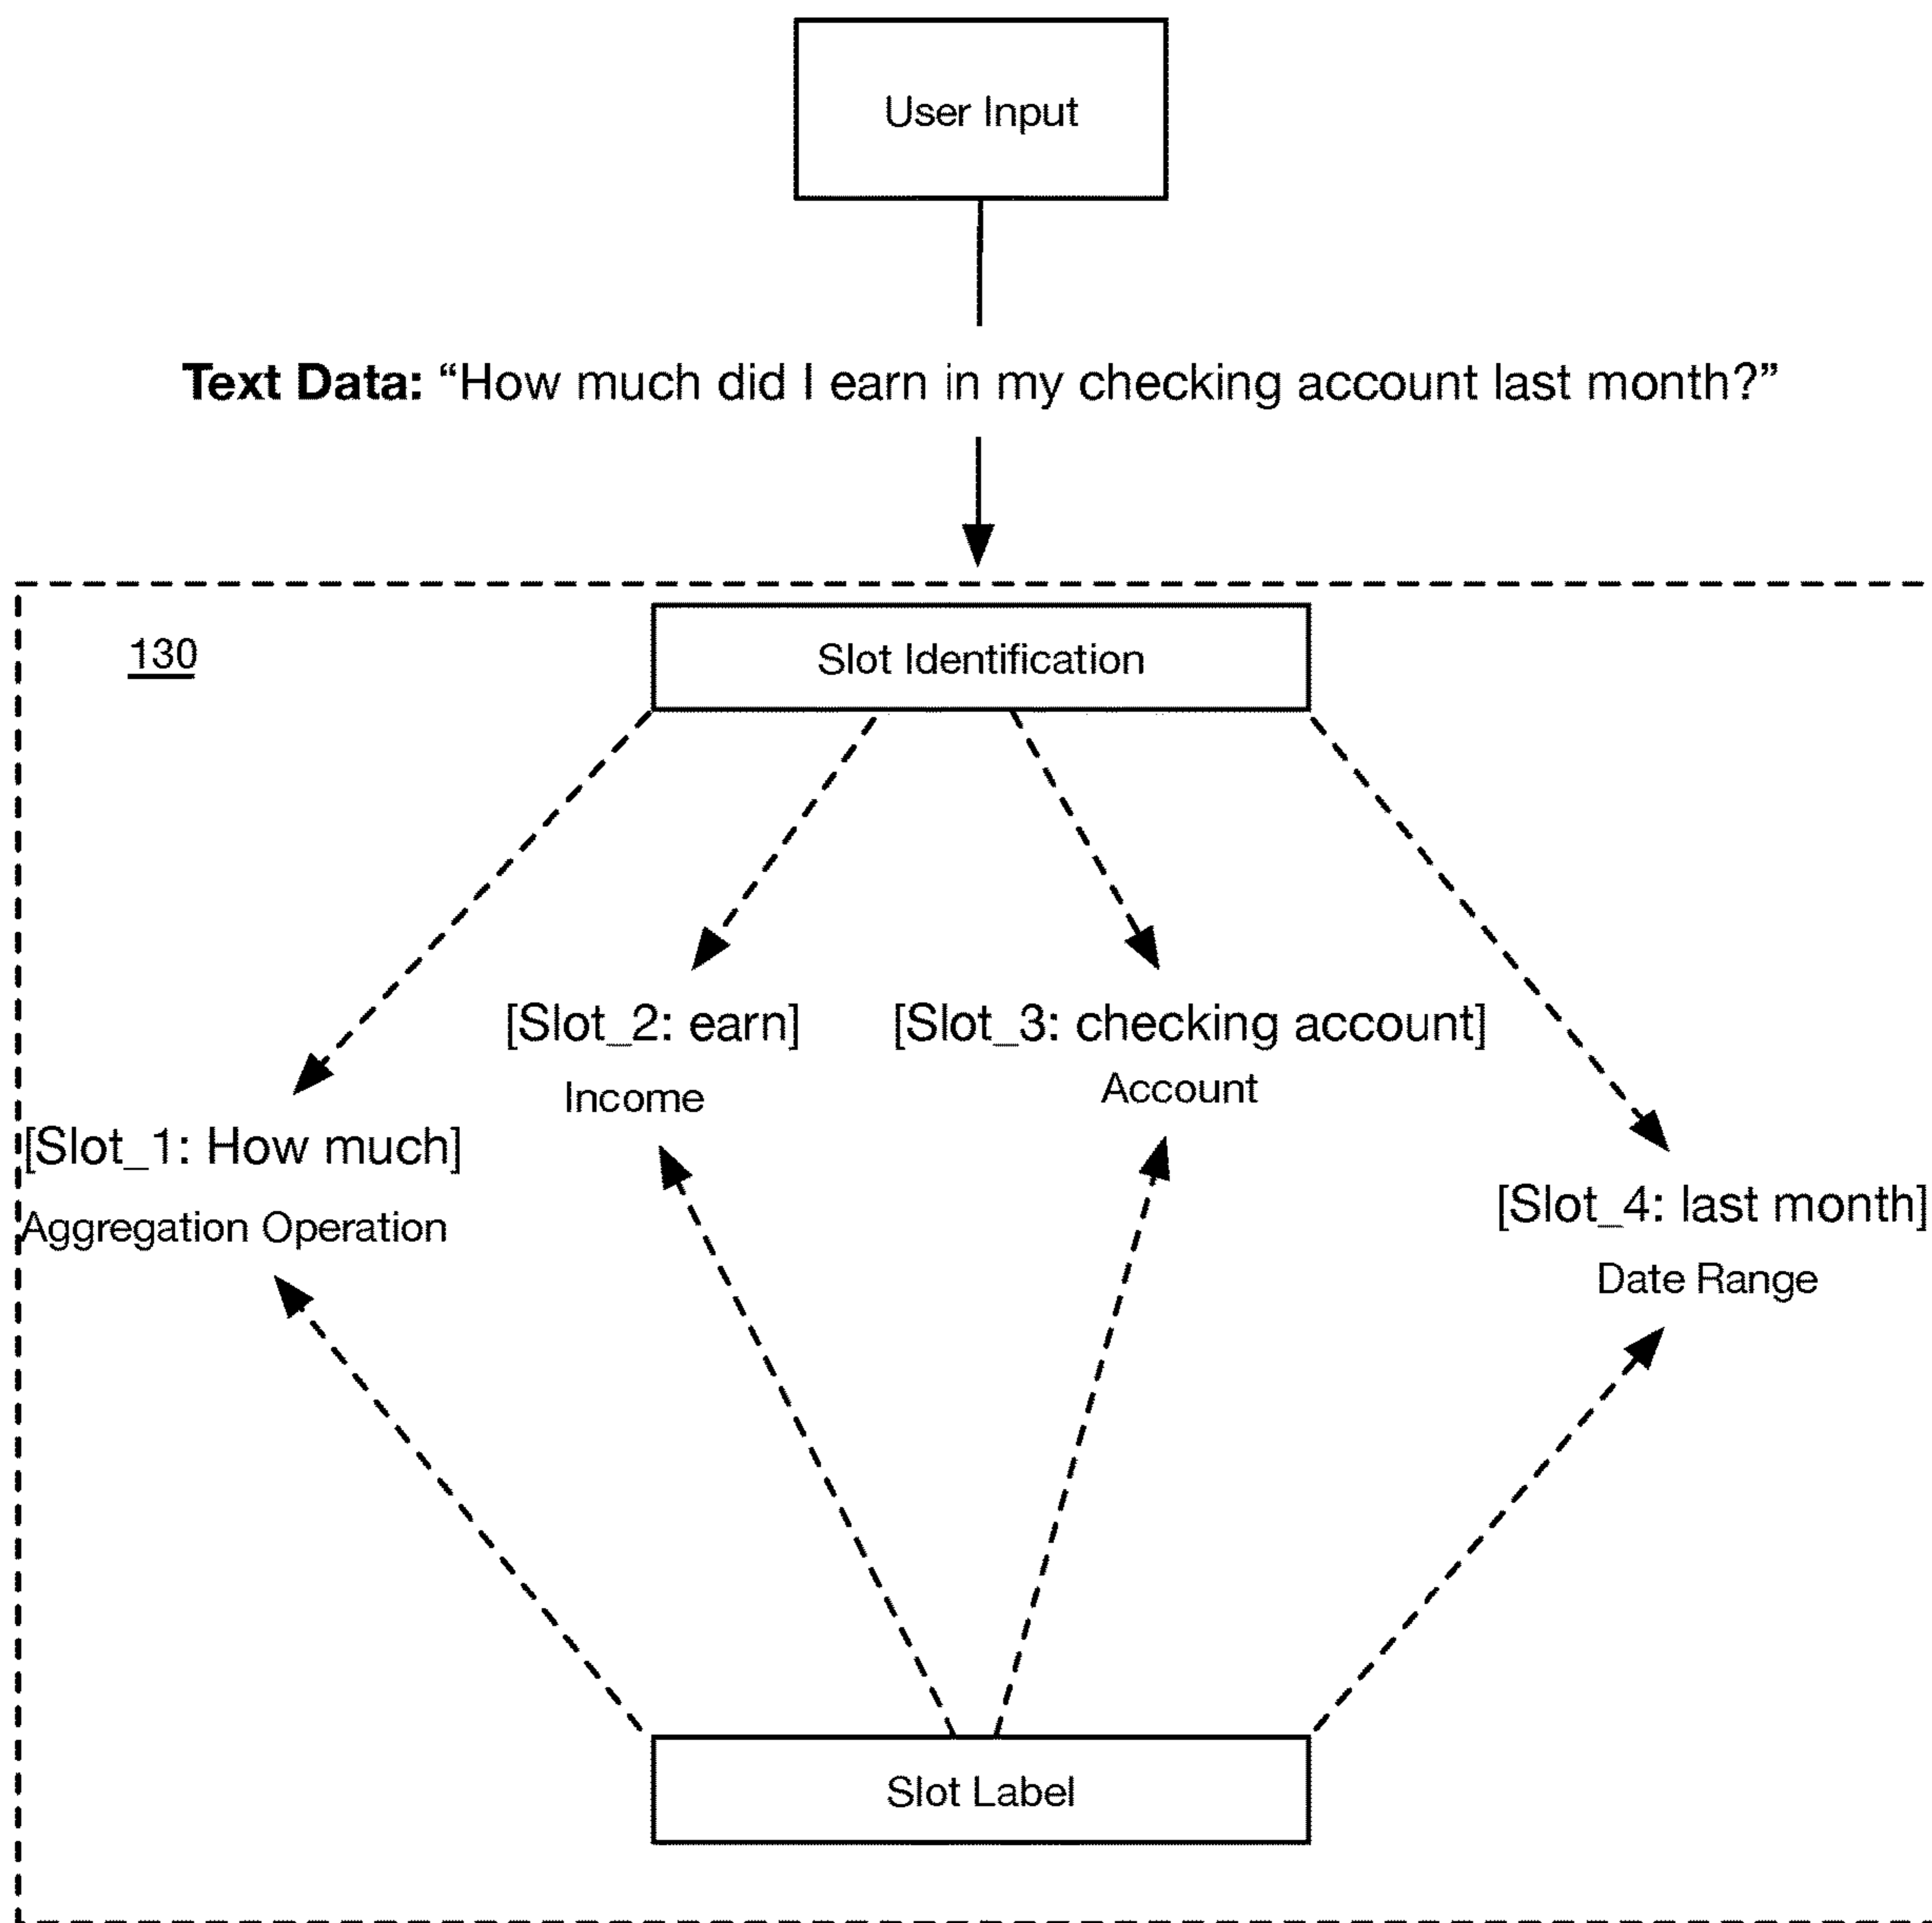 User Input
Text Data: “How much did I earn in my checking account last month?”
130
Slot Identification
[Slot_2: earn]
Income
[Slot_3: checking account]
Account
[Slot_1: How much]
Aggregation Operation
[Slot_4: last month]
Date Range
Slot Label